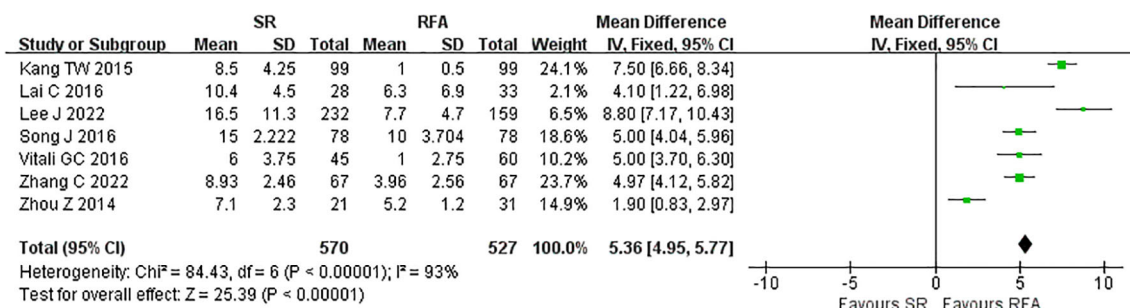 SR RFA Mean Difference Mean Difference
Study or Subgroup Mean SD Total Mean SD Total Weight IV, Fixed, 95% CI IV, Fixed, 95% CI
Kang TW 2015 8.5 4.25 99 1 0.5 99 24.1% 7.50 [6.66, 8.34]
Lai C 2016 10.4 4.5 28 6.3 6.9 33 2.1% 4.10 [1.22, 6.98]
Lee J 2022 16.5 11.3 232 7.7 4.7 159 6.5% 8.80 [7.17, 10.43]
Song J 2016 15 2.222 78 10 3.704 78 18.6% 5.00 [4.04, 5.96]
Vitali GC 2016 6 3.75 45 1 2.75 60 10.2% 5.00 [3.70, 6.30]
Zhang C 2022 8.93 2.46 67 3.96 2.56 67 23.7% 4.97 [4.12, 5.82]
Zhou Z 2014 7.1 2.3 21 5.2 1.2 31 14.9% 1.90 [0.83, 2.97]
Total (95% CI) 570 527 100.0% 5.36 [4.95, 5.77]
Heterogeneity: Chi² = 84.43, df = 6 (P < 0.00001); I² = 93%
Test for overall effect: Z = 25.39 (P < 0.00001)
-10 -5 0 5 10
Favours SR Favours RFA